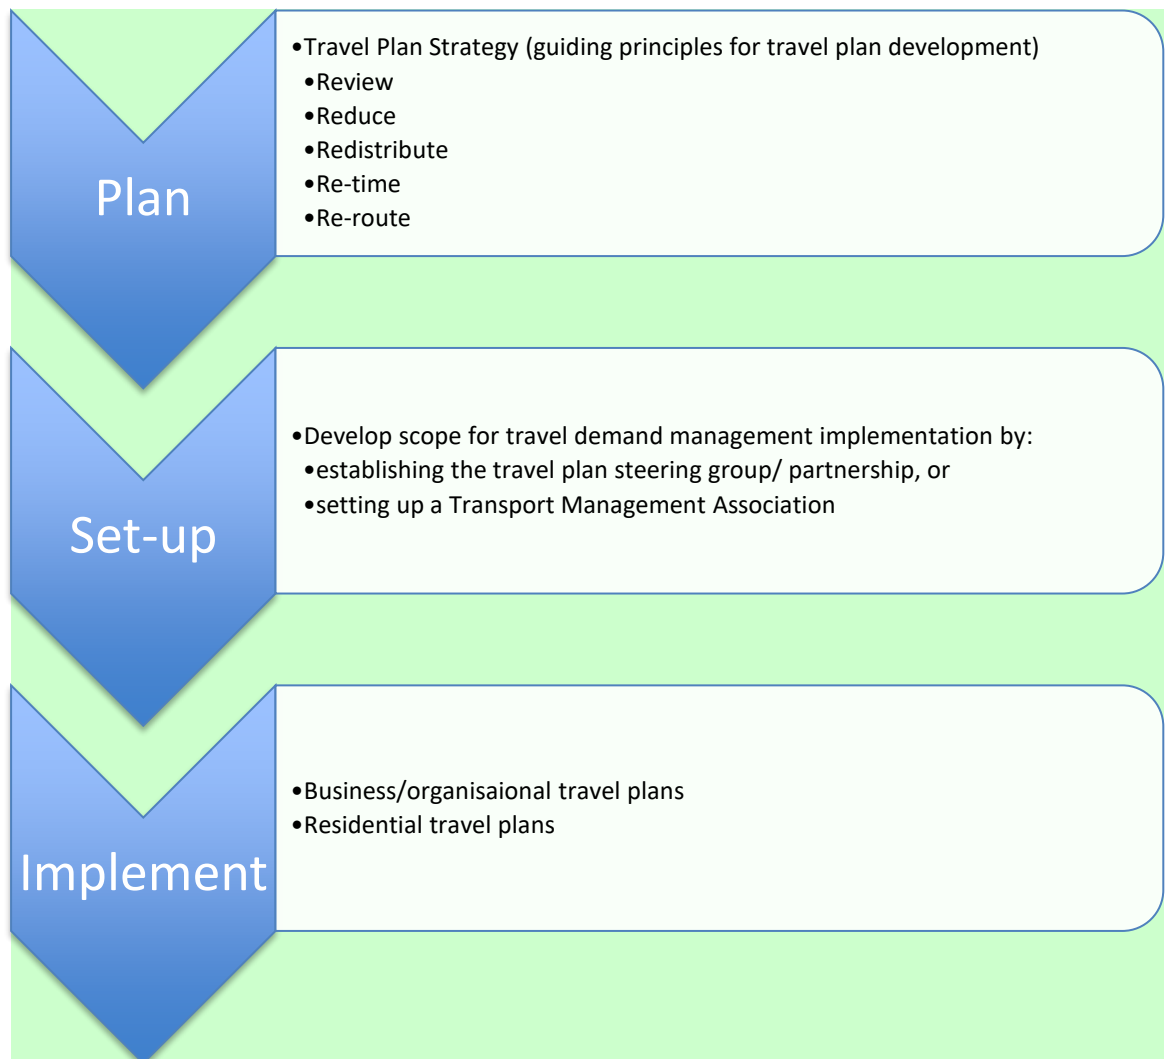 Plan
•Travel Plan Strategy (guiding principles for travel plan development)
•Review
•Reduce
•Redistribute
•Re-time
•Re-route
Set-up
•Develop scope for travel demand management implementation by:
•establishing the travel plan steering group/ partnership, or
•setting up a Transport Management Association
Implement
•Business/organisaional travel plans
•Residential travel plans